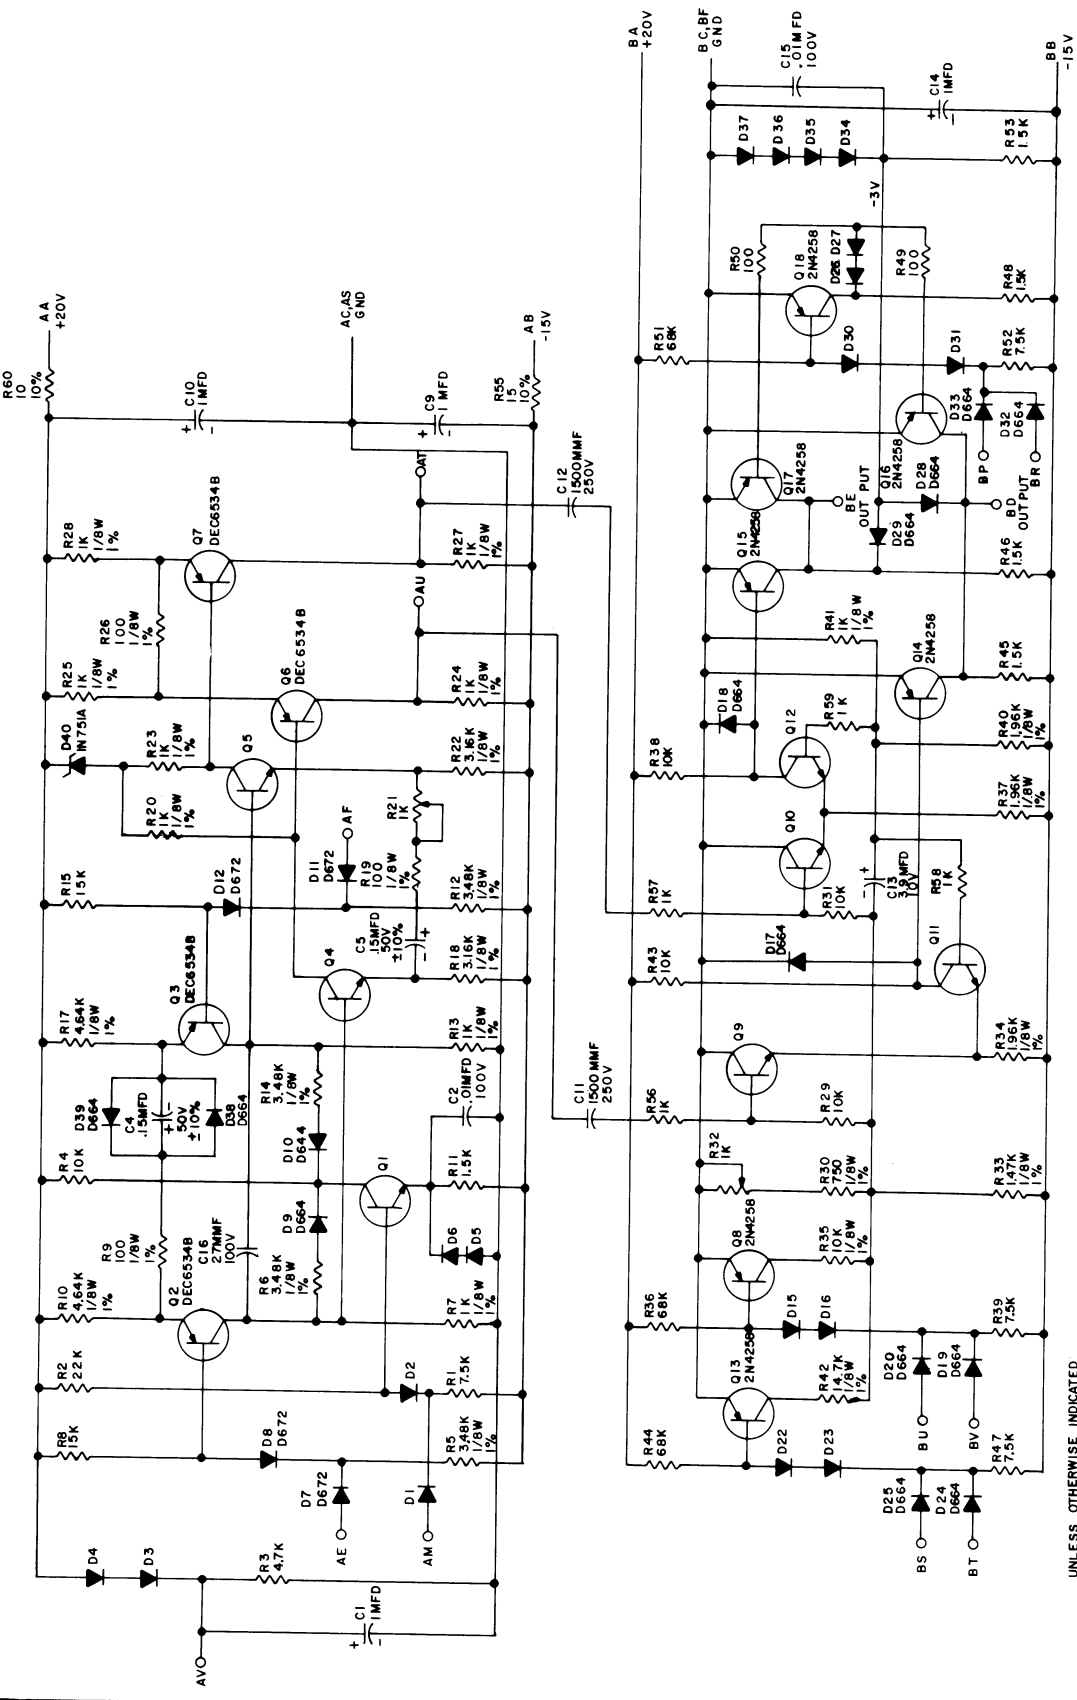 R60
10
10%
AA
+20V
C10
1MFD
AC,AS
GND
C9
1MFD
R55
15
10%
AB
-15V
R28
1K
1/8W
1%
Q7
DEC6534B
AT
R27
1K
1/8W
1%
C12
1500MMF
250V
R26
100
1/8W
1%
AU
R25
1K
1/8W
1%
Q6
DEC6534B
R24
1K
1/8W
1%
D40
IN751A
R23
1K
1/8W
1%
Q5
R22
3.16K
1/8W
1%
R20
1K
1/8W
1%
R21
1K
AF
D11
D672
R19
100
1/8W
1%
R15
15K
D12
D672
R12
3.48K
1/8W
1%
C5
.15MFD
50V
±10%
Q4
R18
3.16K
1/8W
1%
Q3
DEC6534B
R17
4.64K
1/8W
1%
R13
1K
1/8W
1%
R14
3.48K
1/8W
1%
C2
.01MFD
100V
D39
D664
C4
.15MFD
50V
±10%
D38
D664
D10
D644
R4
10K
Q1
R11
1.5K
R9
100
1/8W
1%
C16
27MMF
100V
D9
D664
D6
D5
R6
3.48K
1/8W
1%
R10
4.64K
1/8W
1%
Q2
DEC6534B
R7
1K
1/8W
1%
R2
22K
D2
R1
7.5K
R8
15K
D8
D672
R5
3.48K
1/8W
1%
D7
D672
D1
AE
AM
D4
D3
R3
4.7K
C1
1MFD
AV
BA
+20V
BC,BF
GND
C15
.01MFD
100V
C14
1MFD
BB
-15V
D37
D36
D35
D34
-3V
R53
1.5K
R50
100
Q18
2N4258
D26
D27
R49
100
R48
1.5K
R51
68K
D30
D31
R52
7.5K
D33
D664
D32
D664
BP
BR
Q17
2N4258
Q16
2N4258
D28
D664
BE
OUTPUT
BD
OUTPUT
Q15
2N4258
D29
D664
R46
1.5K
R41
1K
1/8W
1%
Q14
2N4258
R45
1.5K
D18
D664
R59
1K
Q12
R40
1.96K
1/8W
1%
R38
10K
R37
1.96K
1/8W
1%
Q10
C13
3.9MFD
10V
R58
1K
R57
1K
R31
10K
D17
D664
R43
10K
Q11
Q9
R34
1.96K
1/8W
1%
C11
1500MMF
250V
R56
1K
R29
10K
R32
1K
R30
750
1/8W
1%
R33
1.47K
1/8W
1%
Q8
2N4258
R35
10K
1/8W
1%
R36
68K
D15
D16
R39
7.5K
Q13
2N4258
R42
14.7K
1/8W
1%
D20
D664
D19
D664
BU
BV
R44
68K
D22
D23
R47
7.5K
D25
D664
D24
D664
BS
BT
UNLESS OTHERWISE INDICATED